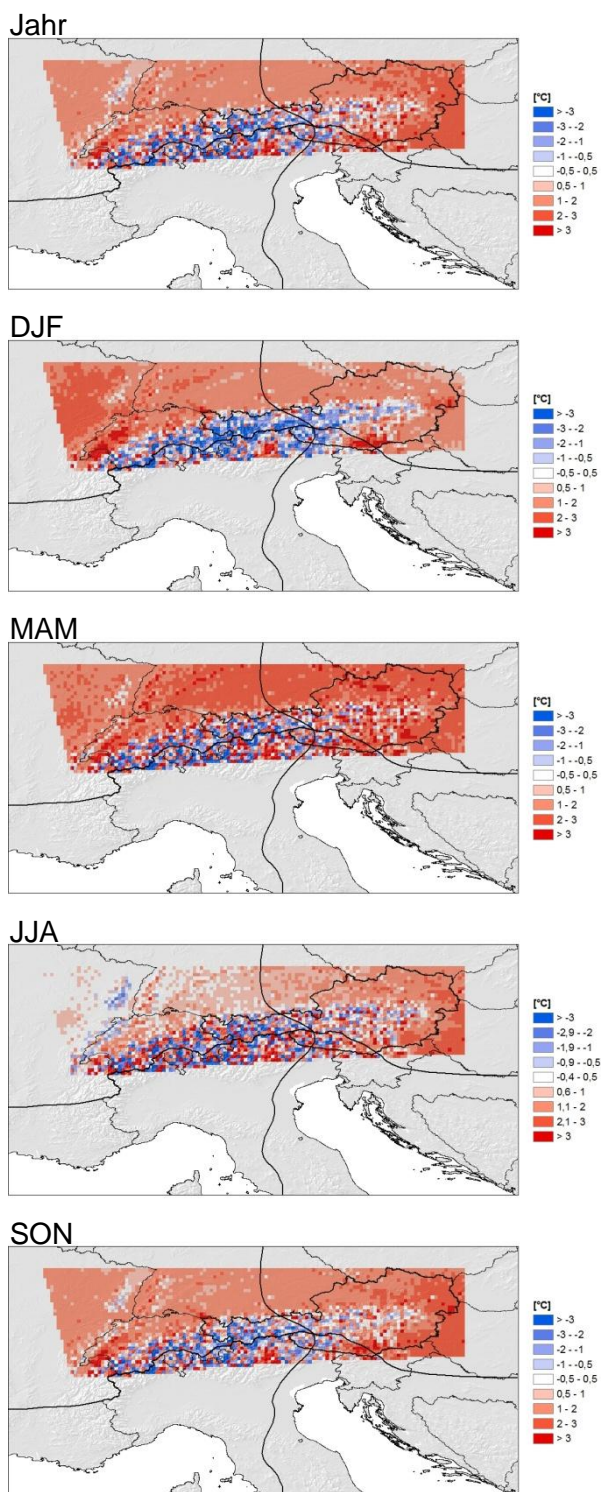 Jahr
[°C]
> -3
-3 - -2
-2 - -1
-1 - -0,5
-0,5 - 0,5
0,5 - 1
1 - 2
2 - 3
> 3
DJF
[°C]
> -3
-3 - -2
-2 - -1
-1 - -0,5
-0,5 - 0,5
0,5 - 1
1 - 2
2 - 3
> 3
MAM
[°C]
> -3
-3 - -2
-2 - -1
-1 - -0,5
-0,5 - 0,5
0,5 - 1
1 - 2
2 - 3
> 3
JJA
[°C]
> -3
-2,9 - -2
-1,9 - -1
-0,9 - -0,5
-0,4 - 0,5
0,6 - 1
1,1 - 2
2,1 - 3
> 3
SON
[°C]
> -3
-3 - -2
-2 - -1
-1 - -0,5
-0,5 - 0,5
0,5 - 1
1 - 2
2 - 3
> 3